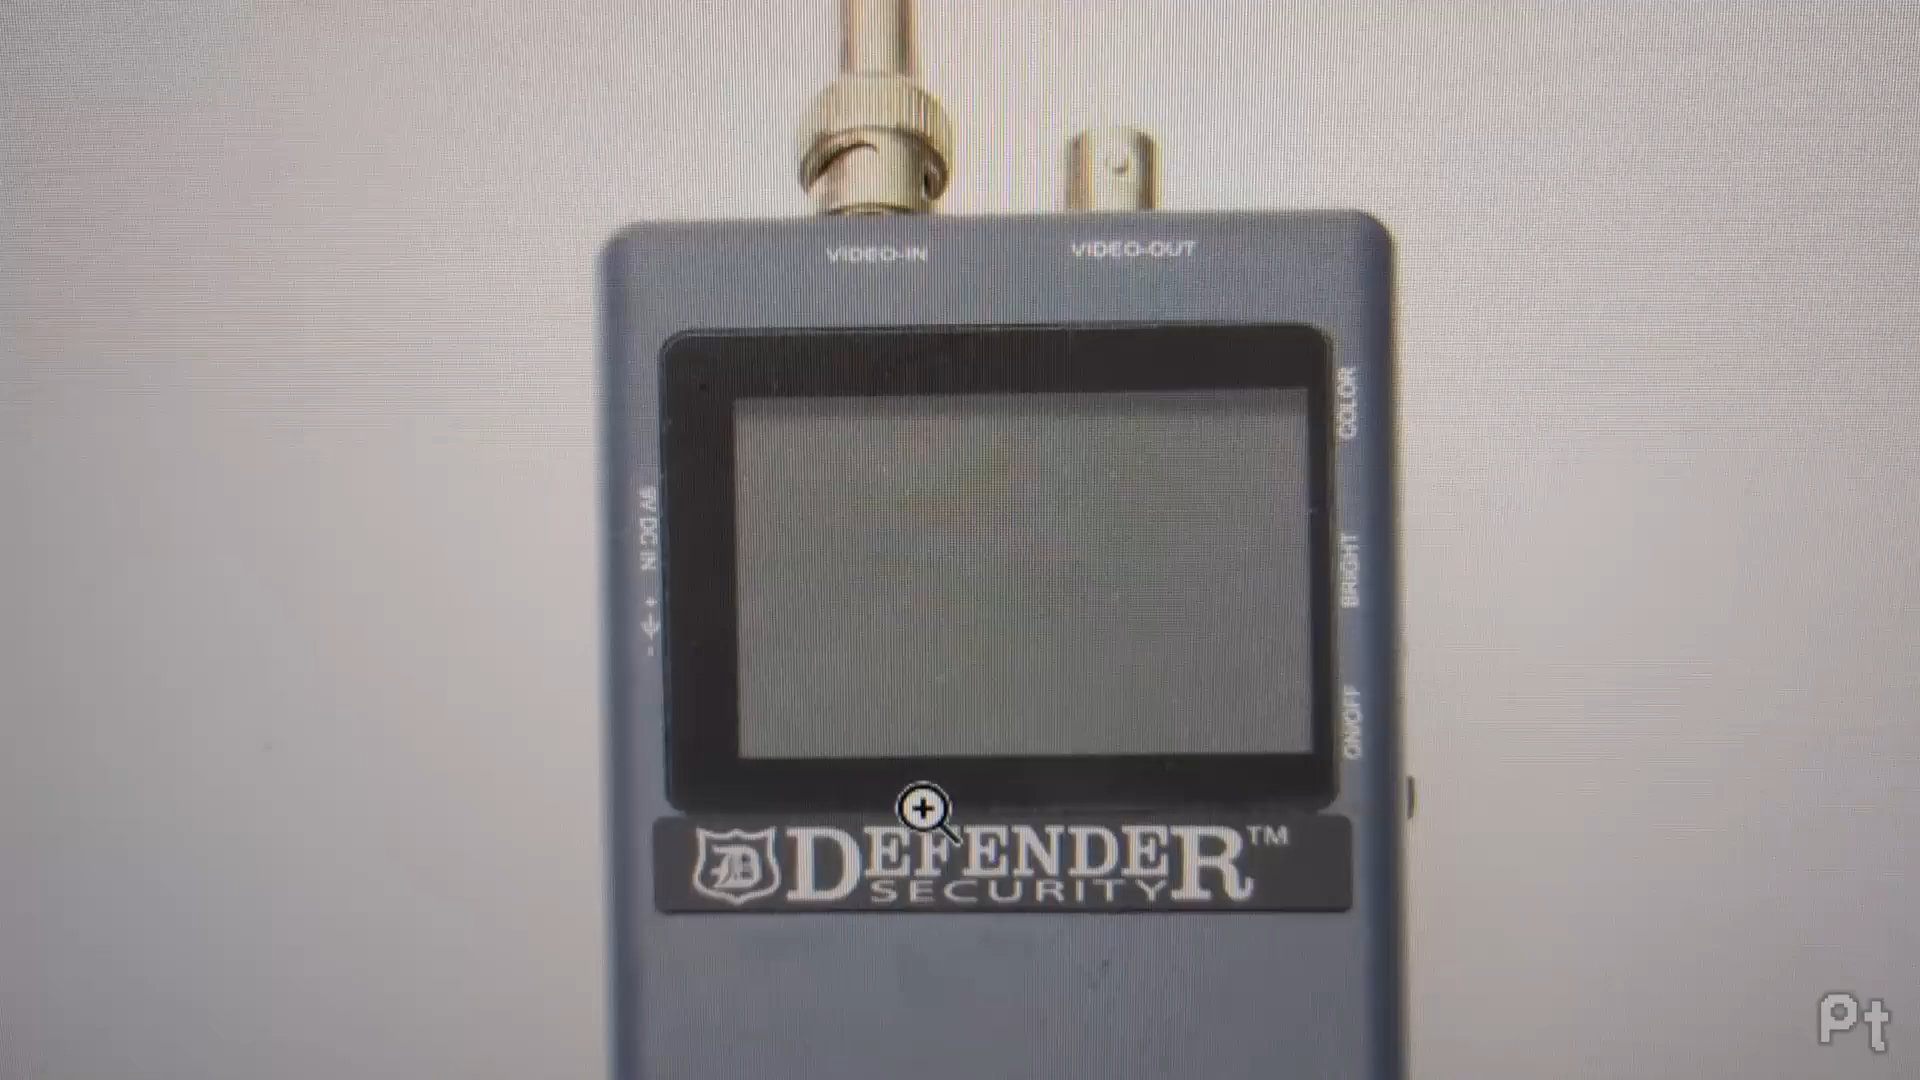 VIDEO-IN
VIDEO-OUT
COLOR
BRIGHT
ON/OFF
9V DC IN
- +
D DEFENDER™
SECURITY
Pt